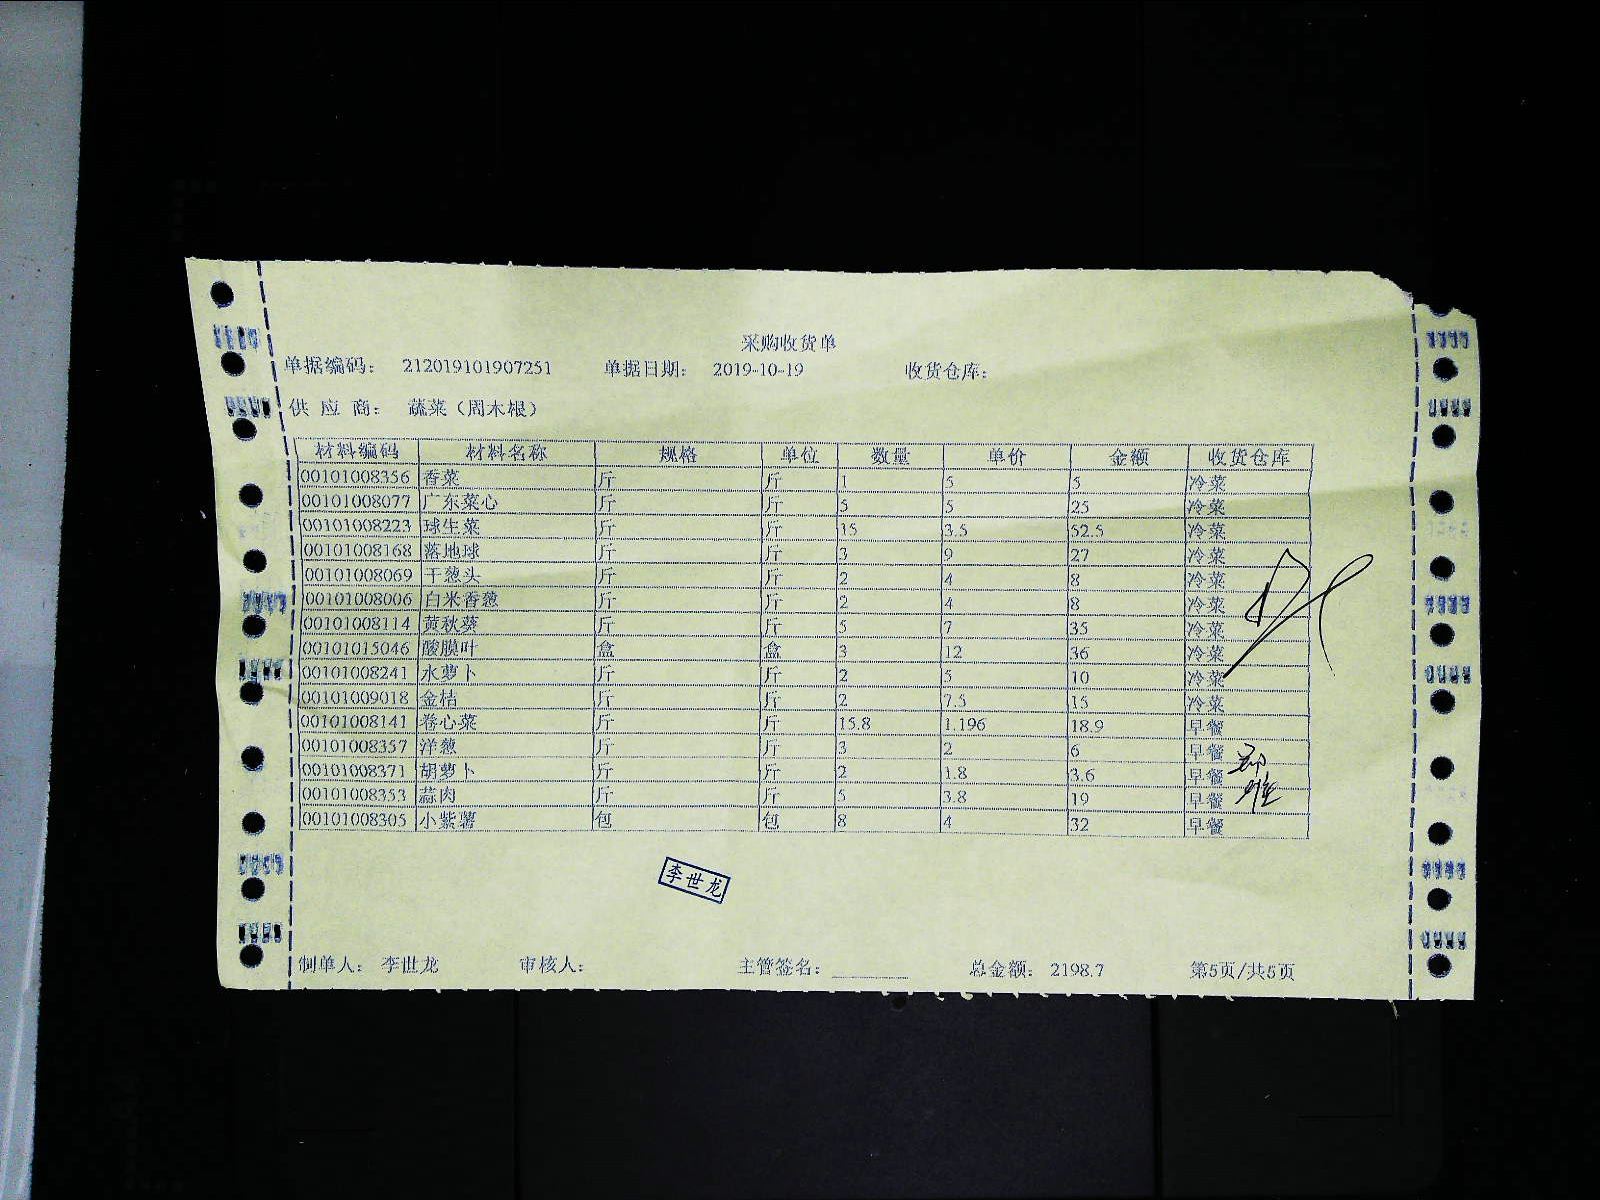 采购收货单
单据编码： 212019101907251 单据日期： 2019-10-19 收货仓库：
供 应 商： 蔬菜（周木根）
材料编码 材料名称 规格 单位 数量 单价 金额 收货仓库
00101008356 香菜 斤 斤 1 5 5 冷菜
00101008077 广东菜心 斤 斤 5 5 25 冷菜
00101008223 球生菜 斤 斤 15 3.5 52.5 冷菜
00101008168 落地球 斤 斤 3 9 27 冷菜
00101008069 干葱头 斤 斤 2 4 8 冷菜
00101008006 白米香葱 斤 斤 2 4 8 冷菜
00101008114 黄秋葵 斤 斤 5 7 35 冷菜
00101015046 酸膜叶 盒 盒 3 12 36 冷菜
00101008241 水萝卜 斤 斤 2 5 10 冷菜
00101009018 金桔 斤 斤 2 7.5 15 冷菜
00101008141 卷心菜 斤 斤 15.8 1.196 18.9 早餐
00101008357 洋葱 斤 斤 3 2 6 早餐
00101008371 胡萝卜 斤 斤 2 1.8 3.6 早餐
00101008353 蒜肉 斤 斤 5 3.8 19 早餐
00101008305 小紫薯 包 包 8 4 32 早餐
李世龙
制单人： 李世龙 审核人： 主管签名： 总金额： 2198.7 第5页/共5页